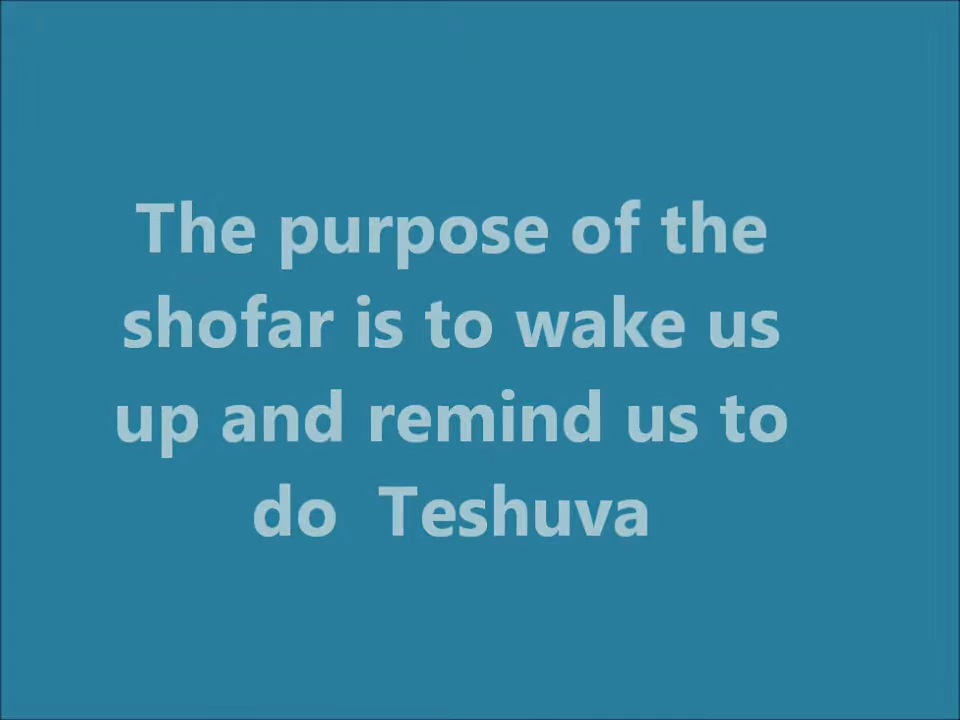 The purpose of the
shofar is to wake us
up and remind us to
do  Teshuva